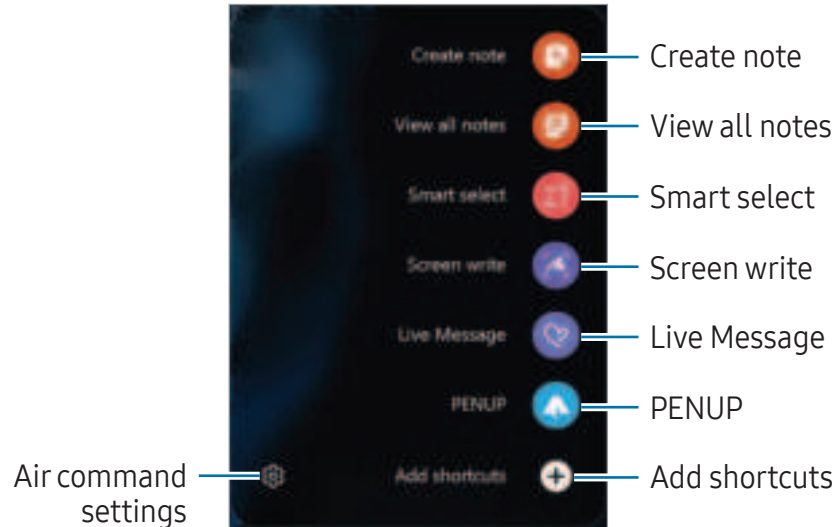 Create note
Create note
View all notes
View all notes
Smart select
Smart select
Screen write
Screen write
Live Message
Live Message
PENUP
PENUP
Air command
settings
Add shortcuts
Add shortcuts